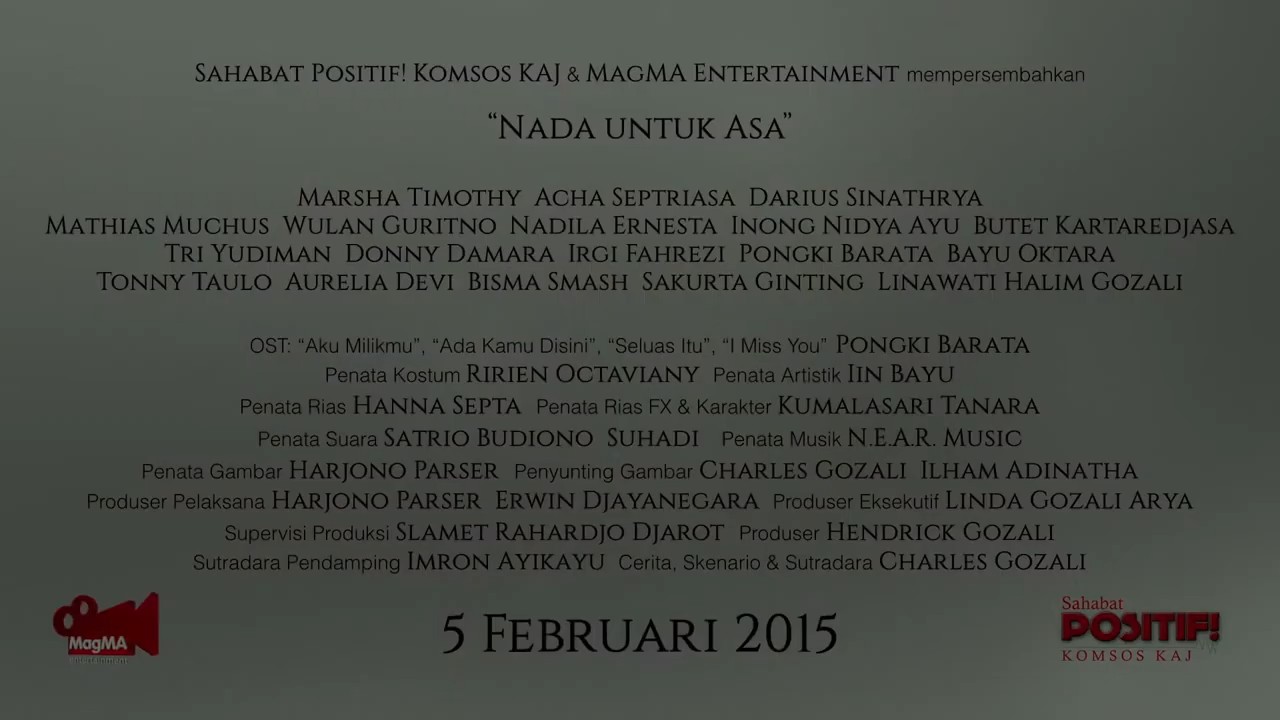 Sahabat Positif! Komsos KAJ & MagMA Entertainment mempersembahkan
“Nada untuk Asa”
Marsha Timothy Acha Septriasa Darius Sinathrya
Mathias Muchus Wulan Guritno Nadila Ernesta Inong Nidya Ayu Butet Kartaredjasa
Tri Yudiman Donny Damara Irgi Fahrezi Pongki Barata Bayu Oktara
Tonny Taulo Aurelia Devi Bisma Smash Sakurta Ginting Linawati Halim Gozali
OST: “Aku Milikmu”, “Ada Kamu Disini”, “Seluas Itu”, “I Miss You” Pongki Barata
Penata Kostum Ririen Octaviany Penata Artistik Iin Bayu
Penata Rias Hanna Septa Penata Rias FX & Karakter Kumalasari Tanara
Penata Suara Satrio Budiono Suhadi Penata Musik N.E.A.R. Music
Penata Gambar Harjono Parser Penyunting Gambar Charles Gozali Ilham Adinatha
Produser Pelaksana Harjono Parser Erwin Djayanegara Produser Eksekutif Linda Gozali Arya
Supervisi Produksi Slamet Rahardjo Djarot Produser Hendrick Gozali
Sutradara Pendamping Imron Ayikayu Cerita, Skenario & Sutradara Charles Gozali
5 Februari 2015
MagMA
entertainment
Sahabat
POSITIF!
KOMSOS KAJ